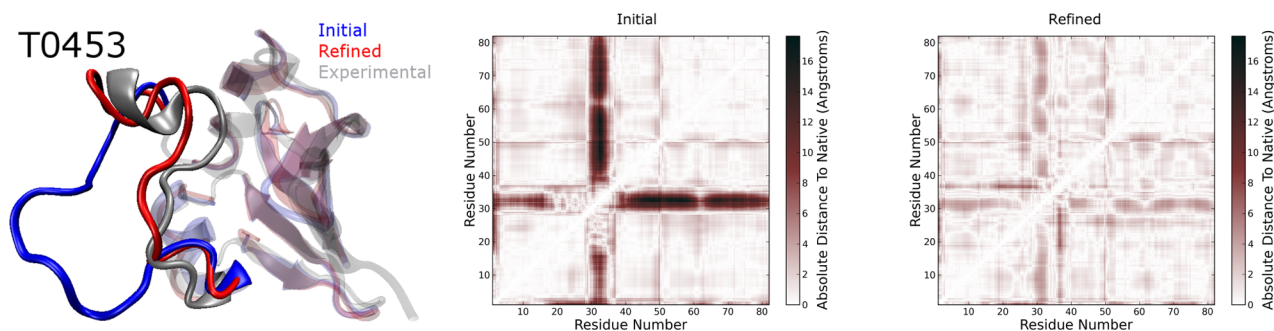 T0453
Initial
Refined
Experimental
Initial
80
70
60
50
40
30
20
10
Residue Number
10 20 30 40 50 60 70 80
Residue Number
16
14
12
10
8
6
4
2
0
Absolute Distance To Native (Angstroms)
Refined
80
70
60
50
40
30
20
10
Residue Number
10 20 30 40 50 60 70 80
Residue Number
16
14
12
10
8
6
4
2
0
Absolute Distance To Native (Angstroms)